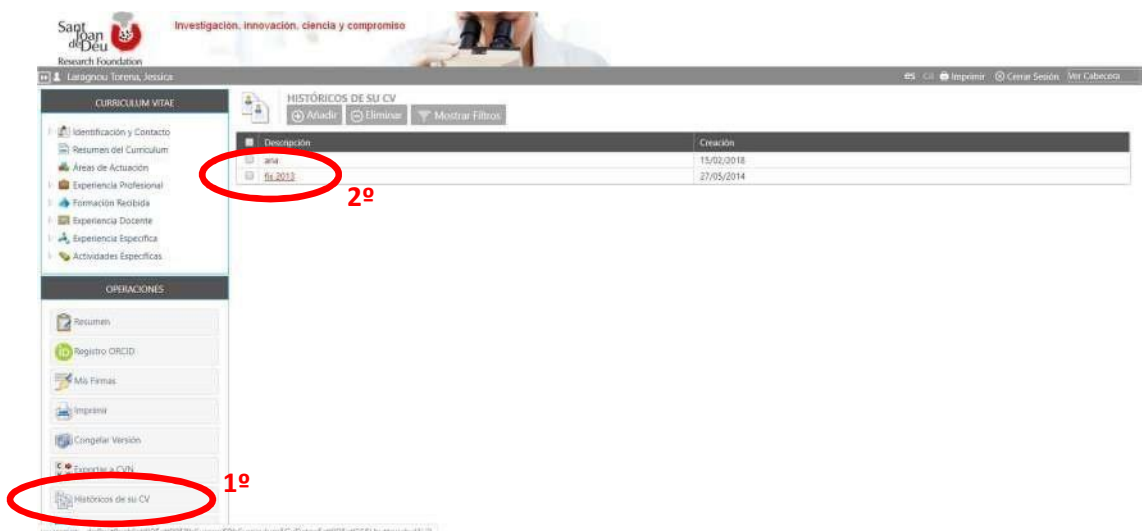 Sant
Joan
deDéu
Research Foundation
Investigación, innovación, ciencia y compromiso
Laragnou Torena, Jessica
es ca Imprimir Cerrar Sesión Ver Cabecera
CURRICULUM VITAE
Identificación y Contacto
Resumen del Curriculum
Áreas de Actuación
Experiencia Profesional
Formación Recibida
Experiencia Docente
Experiencia Específica
Actividades Específicas
OPERACIONES
Resumen
Registro ORCID
Mis Firmas
Imprimir
Congelar Versión
Exportar a CVN
Históricos de su CV
1º
HISTÓRICOS DE SU CV
Añadir Eliminar Mostrar Filtros
Descripción Creación
ana 15/02/2018
fis 2013 27/05/2014
2º